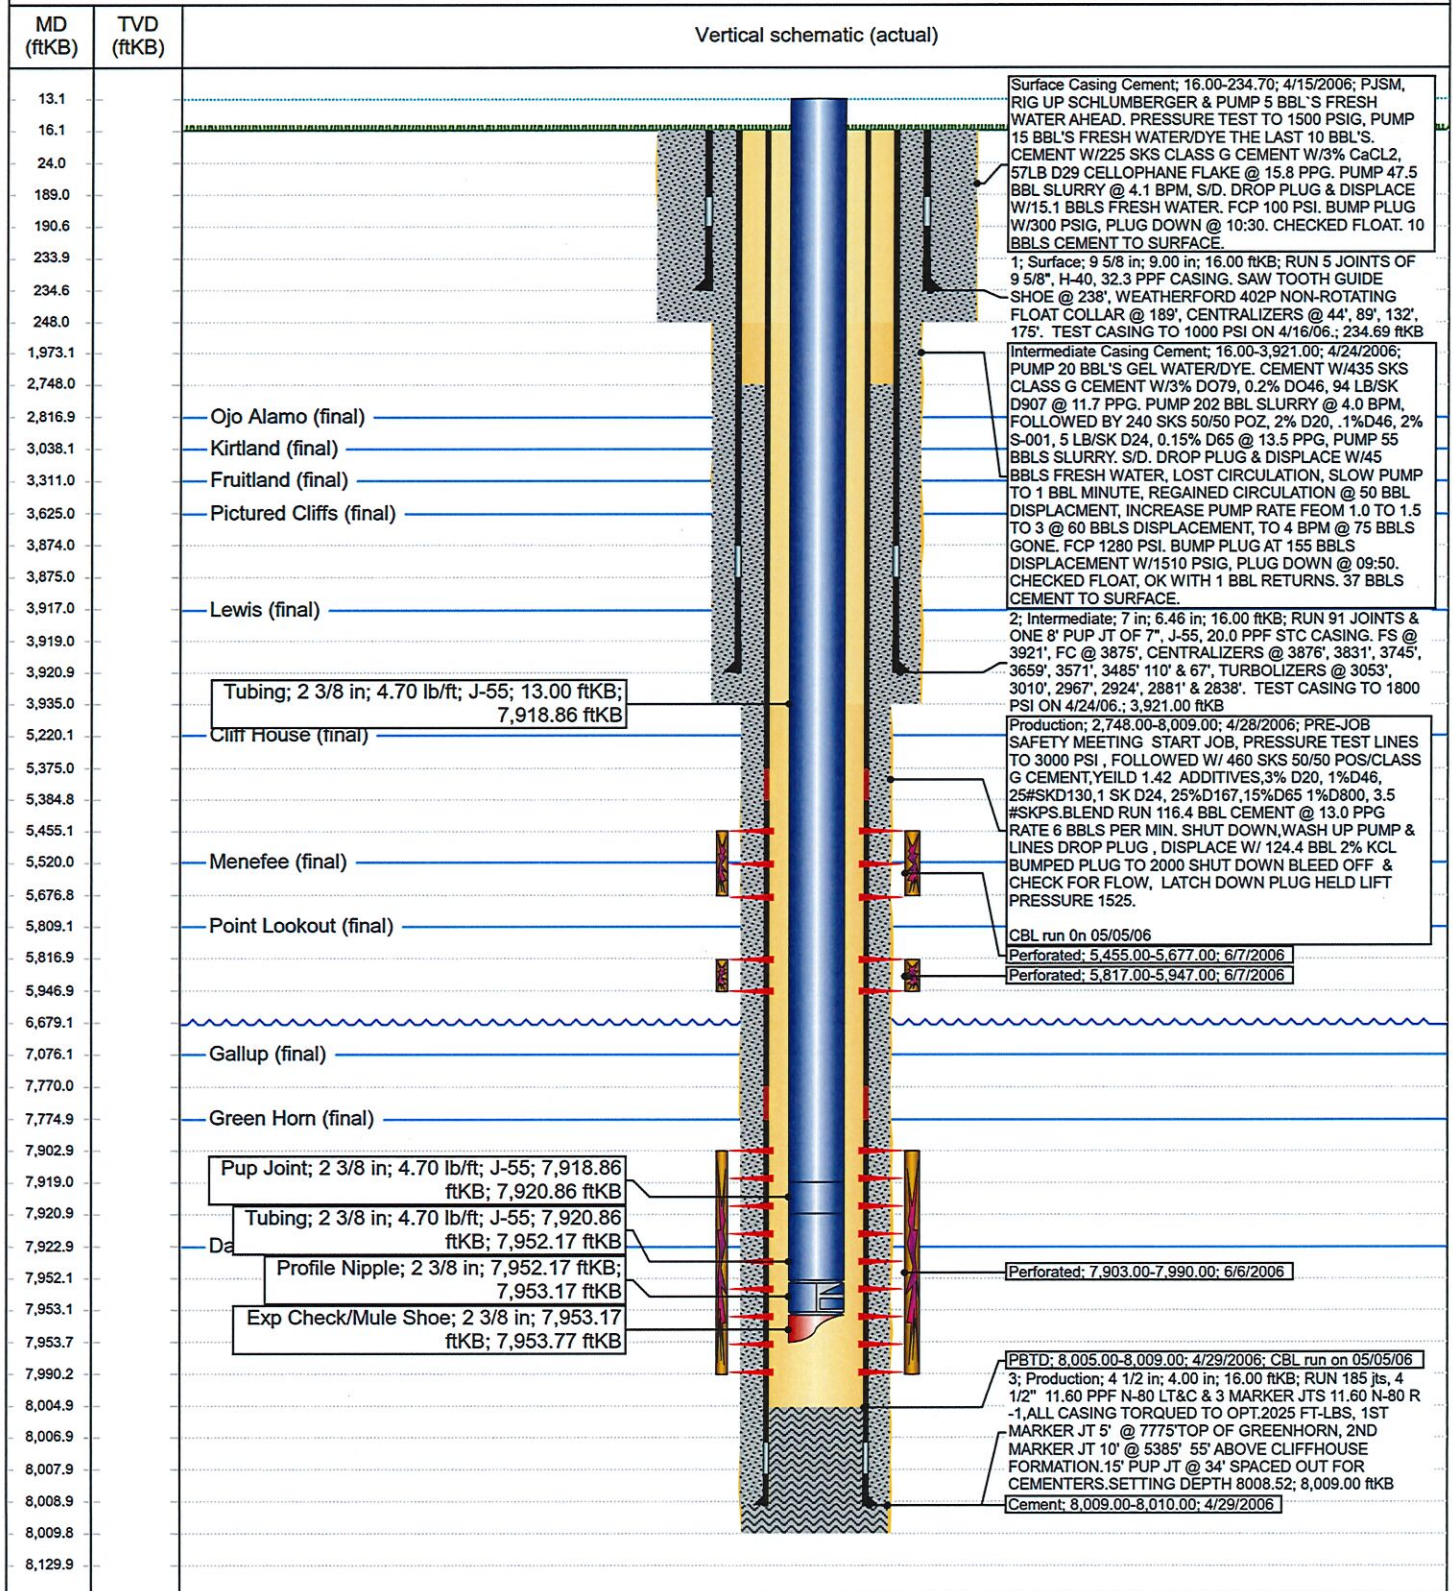 MD
(ftKB)
TVD
(ftKB)
Vertical schematic (actual)
13.1
16.1
24.0
189.0
190.6
233.9
234.6
248.0
1,973.1
2,748.0
2,816.9
3,038.1
3,311.0
3,625.0
3,874.0
3,875.0
3,917.0
3,919.0
3,920.9
3,935.0
5,220.1
5,375.0
5,384.8
5,455.1
5,520.0
5,676.8
5,809.1
5,816.9
5,946.9
6,679.1
7,076.1
7,770.0
7,774.9
7,902.9
7,919.0
7,920.9
7,922.9
7,952.1
7,953.1
7,953.7
7,990.2
8,004.9
8,006.9
8,007.9
8,008.9
8,009.8
8,129.9
Ojo Alamo (final)
Kirtland (final)
Fruitland (final)
Pictured Cliffs (final)
Lewis (final)
Tubing; 2 3/8 in; 4.70 lb/ft; J-55; 13.00 ftKB;
7,918.86 ftKB
Cliff House (final)
Menefee (final)
Point Lookout (final)
Gallup (final)
Green Horn (final)
Pup Joint; 2 3/8 in; 4.70 lb/ft; J-55; 7,918.86
ftKB; 7,920.86 ftKB
Tubing; 2 3/8 in; 4.70 lb/ft; J-55; 7,920.86
ftKB; 7,952.17 ftKB
Da
Profile Nipple; 2 3/8 in; 7,952.17 ftKB;
7,953.17 ftKB
Exp Check/Mule Shoe; 2 3/8 in; 7,953.17
ftKB; 7,953.77 ftKB
Surface Casing Cement; 16.00-234.70; 4/15/2006; PJSM,
RIG UP SCHLUMBERGER & PUMP 5 BBL`S FRESH
WATER AHEAD. PRESSURE TEST TO 1500 PSIG, PUMP
15 BBL'S FRESH WATER/DYE THE LAST 10 BBL'S.
CEMENT W/225 SKS CLASS G CEMENT W/3% CaCL2,
57LB D29 CELLOPHANE FLAKE @ 15.8 PPG. PUMP 47.5
BBL SLURRY @ 4.1 BPM, S/D. DROP PLUG & DISPLACE
W/15.1 BBLS FRESH WATER. FCP 100 PSI. BUMP PLUG
W/300 PSIG, PLUG DOWN @ 10:30. CHECKED FLOAT. 10
BBLS CEMENT TO SURFACE.
1; Surface; 9 5/8 in; 9.00 in; 16.00 ftKB; RUN 5 JOINTS OF
9 5/8", H-40, 32.3 PPF CASING. SAW TOOTH GUIDE
SHOE @ 238', WEATHERFORD 402P NON-ROTATING
FLOAT COLLAR @ 189', CENTRALIZERS @ 44', 89', 132',
175'. TEST CASING TO 1000 PSI ON 4/16/06.; 234.69 ftKB
Intermediate Casing Cement; 16.00-3,921.00; 4/24/2006;
PUMP 20 BBL'S GEL WATER/DYE. CEMENT W/435 SKS
CLASS G CEMENT W/3% DO79, 0.2% DO46, 94 LB/SK
D907 @ 11.7 PPG. PUMP 202 BBL SLURRY @ 4.0 BPM,
FOLLOWED BY 240 SKS 50/50 POZ, 2% D20, .1%D46, 2%
S-001, 5 LB/SK D24, 0.15% D65 @ 13.5 PPG, PUMP 55
BBLS SLURRY. S/D. DROP PLUG & DISPLACE W/45
BBLS FRESH WATER, LOST CIRCULATION, SLOW PUMP
TO 1 BBL MINUTE, REGAINED CIRCULATION @ 50 BBL
DISPLACMENT, INCREASE PUMP RATE FEOM 1.0 TO 1.5
TO 3 @ 60 BBLS DISPLACEMENT, TO 4 BPM @ 75 BBLS
GONE. FCP 1280 PSI. BUMP PLUG AT 155 BBLS
DISPLACEMENT W/1510 PSIG, PLUG DOWN @ 09:50.
CHECKED FLOAT, OK WITH 1 BBL RETURNS. 37 BBLS
CEMENT TO SURFACE.
2; Intermediate; 7 in; 6.46 in; 16.00 ftKB; RUN 91 JOINTS &
ONE 8' PUP JT OF 7", J-55, 20.0 PPF STC CASING. FS @
3921', FC @ 3875', CENTRALIZERS @ 3876', 3831', 3745',
3659', 3571', 3485' 110' & 67', TURBOLIZERS @ 3053',
3010', 2967', 2924', 2881' & 2838'. TEST CASING TO 1800
PSI ON 4/24/06.; 3,921.00 ftKB
Production; 2,748.00-8,009.00; 4/28/2006; PRE-JOB
SAFETY MEETING START JOB, PRESSURE TEST LINES
TO 3000 PSI , FOLLOWED W/ 460 SKS 50/50 POS/CLASS
G CEMENT,YEILD 1.42 ADDITIVES,3% D20, 1%D46,
25#SKD130,1 SK D24, 25%D167,15%D65 1%D800, 3.5
#SKPS.BLEND RUN 116.4 BBL CEMENT @ 13.0 PPG
RATE 6 BBLS PER MIN. SHUT DOWN,WASH UP PUMP &
LINES DROP PLUG , DISPLACE W/ 124.4 BBL 2% KCL
BUMPED PLUG TO 2000 SHUT DOWN BLEED OFF &
CHECK FOR FLOW, LATCH DOWN PLUG HELD LIFT
PRESSURE 1525.
CBL run 0n 05/05/06
Perforated; 5,455.00-5,677.00; 6/7/2006
Perforated; 5,817.00-5,947.00; 6/7/2006
Perforated; 7,903.00-7,990.00; 6/6/2006
PBTD; 8,005.00-8,009.00; 4/29/2006; CBL run on 05/05/06
3; Production; 4 1/2 in; 4.00 in; 16.00 ftKB; RUN 185 jts, 4
1/2" 11.60 PPF N-80 LT&C & 3 MARKER JTS 11.60 N-80 R
-1,ALL CASING TORQUED TO OPT.2025 FT-LBS, 1ST
MARKER JT 5' @ 7775'TOP OF GREENHORN, 2ND
MARKER JT 10' @ 5385' 55' ABOVE CLIFFHOUSE
FORMATION.15' PUP JT @ 34' SPACED OUT FOR
CEMENTERS.SETTING DEPTH 8008.52; 8,009.00 ftKB
Cement; 8,009.00-8,010.00; 4/29/2006